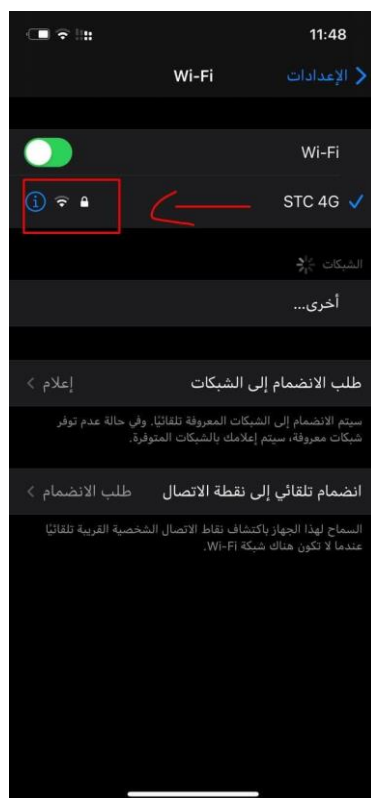 11:48
الإعدادات
Wi-Fi
Wi-Fi
STC 4G
الشبكات
أخرى...
طلب الانضمام إلى الشبكات
إعلام
سيتم الانضمام إلى الشبكات المعروفة تلقائيًا. وفي حالة عدم توفر
شبكات معروفة، سيتم إعلامك بالشبكات المتوفرة.
انضمام تلقائي إلى نقطة الاتصال
طلب الانضمام
السماح لهذا الجهاز باكتشاف نقاط الاتصال الشخصية القريبة تلقائيًا
عندما لا تكون هناك شبكة Wi-Fi.